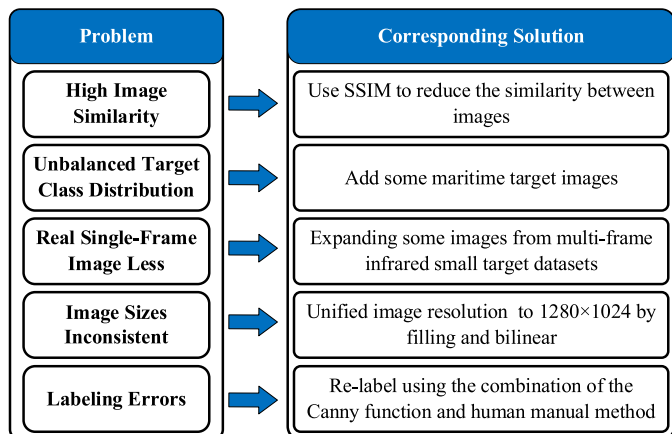 Problem
Corresponding Solution
High Image
Similarity
Use SSIM to reduce the similarity between
images
Unbalanced Target
Class Distribution
Add some maritime target images
Real Single-Frame
Image Less
Expanding some images from multi-frame
infrared small target datasets
Image Sizes
Inconsistent
Unified image resolution to 1280×1024 by
filling and bilinear
Labeling Errors
Re-label using the combination of the
Canny function and human manual method